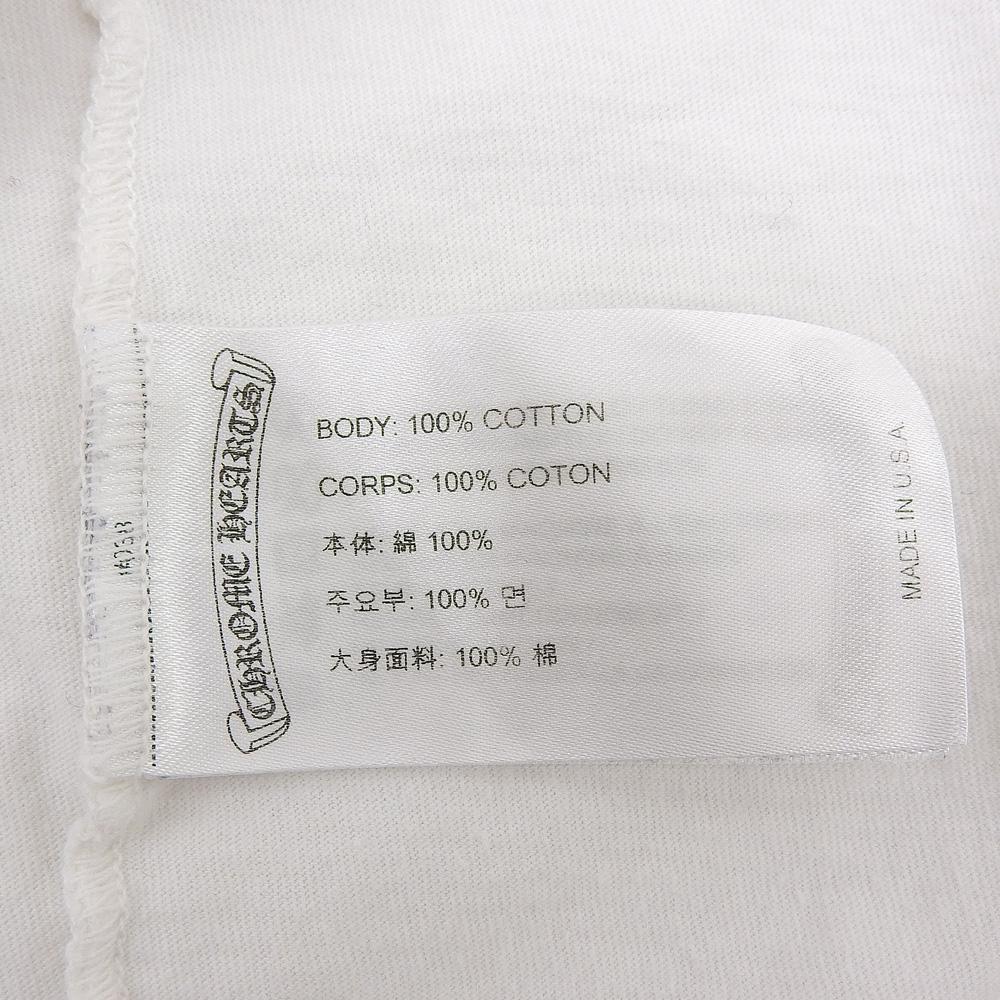 CHROME HEARTS
BODY: 100% COTTON
CORPS: 100% COTON
本体: 綿 100%
주요부: 100% 면
大身面料: 100% 棉
MADE IN U.S.A.